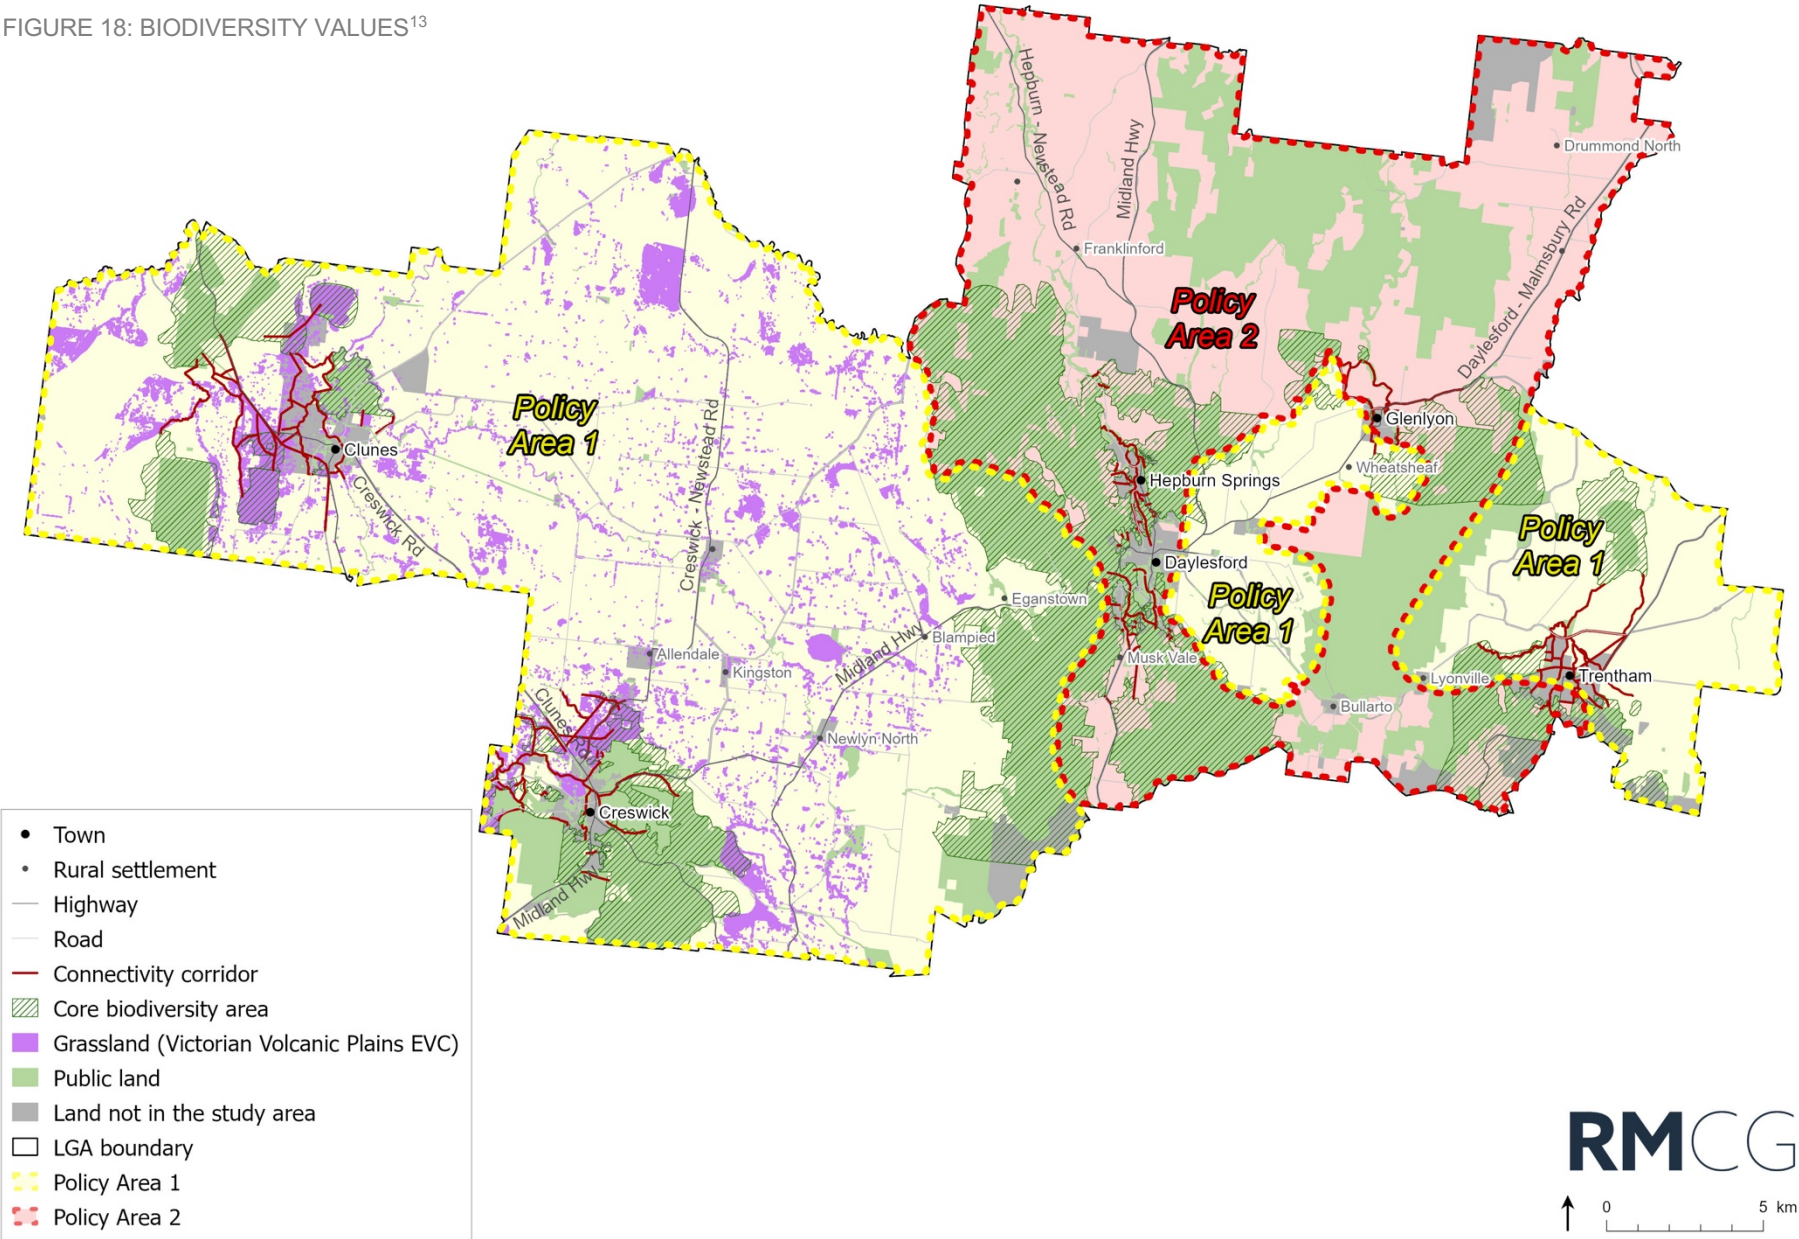 FIGURE 18: BIODIVERSITY VALUES13
Hepburn - Newstead Rd
Midland Hwy
Drummond North
Franklinford
Daylesford - Malmsbury Rd
Policy
Area 2
Policy
Area 1
Clunes
Creswick Rd
Creswick - Newstead Rd
Glenlyon
Wheatsheaf
Hepburn Springs
Policy
Area 1
Daylesford
Policy
Area 1
Eganstown
Blampied
Midland Hwy
Allendale
Kingston
Musk Vale
Lyonville
Trentham
Bullarto
Clunes Rd
Newlyn North
Creswick
Midland Hwy
Town
Rural settlement
Highway
Road
Connectivity corridor
Core biodiversity area
Grassland (Victorian Volcanic Plains EVC)
Public land
Land not in the study area
LGA boundary
Policy Area 1
Policy Area 2
RMCG
0 5 km